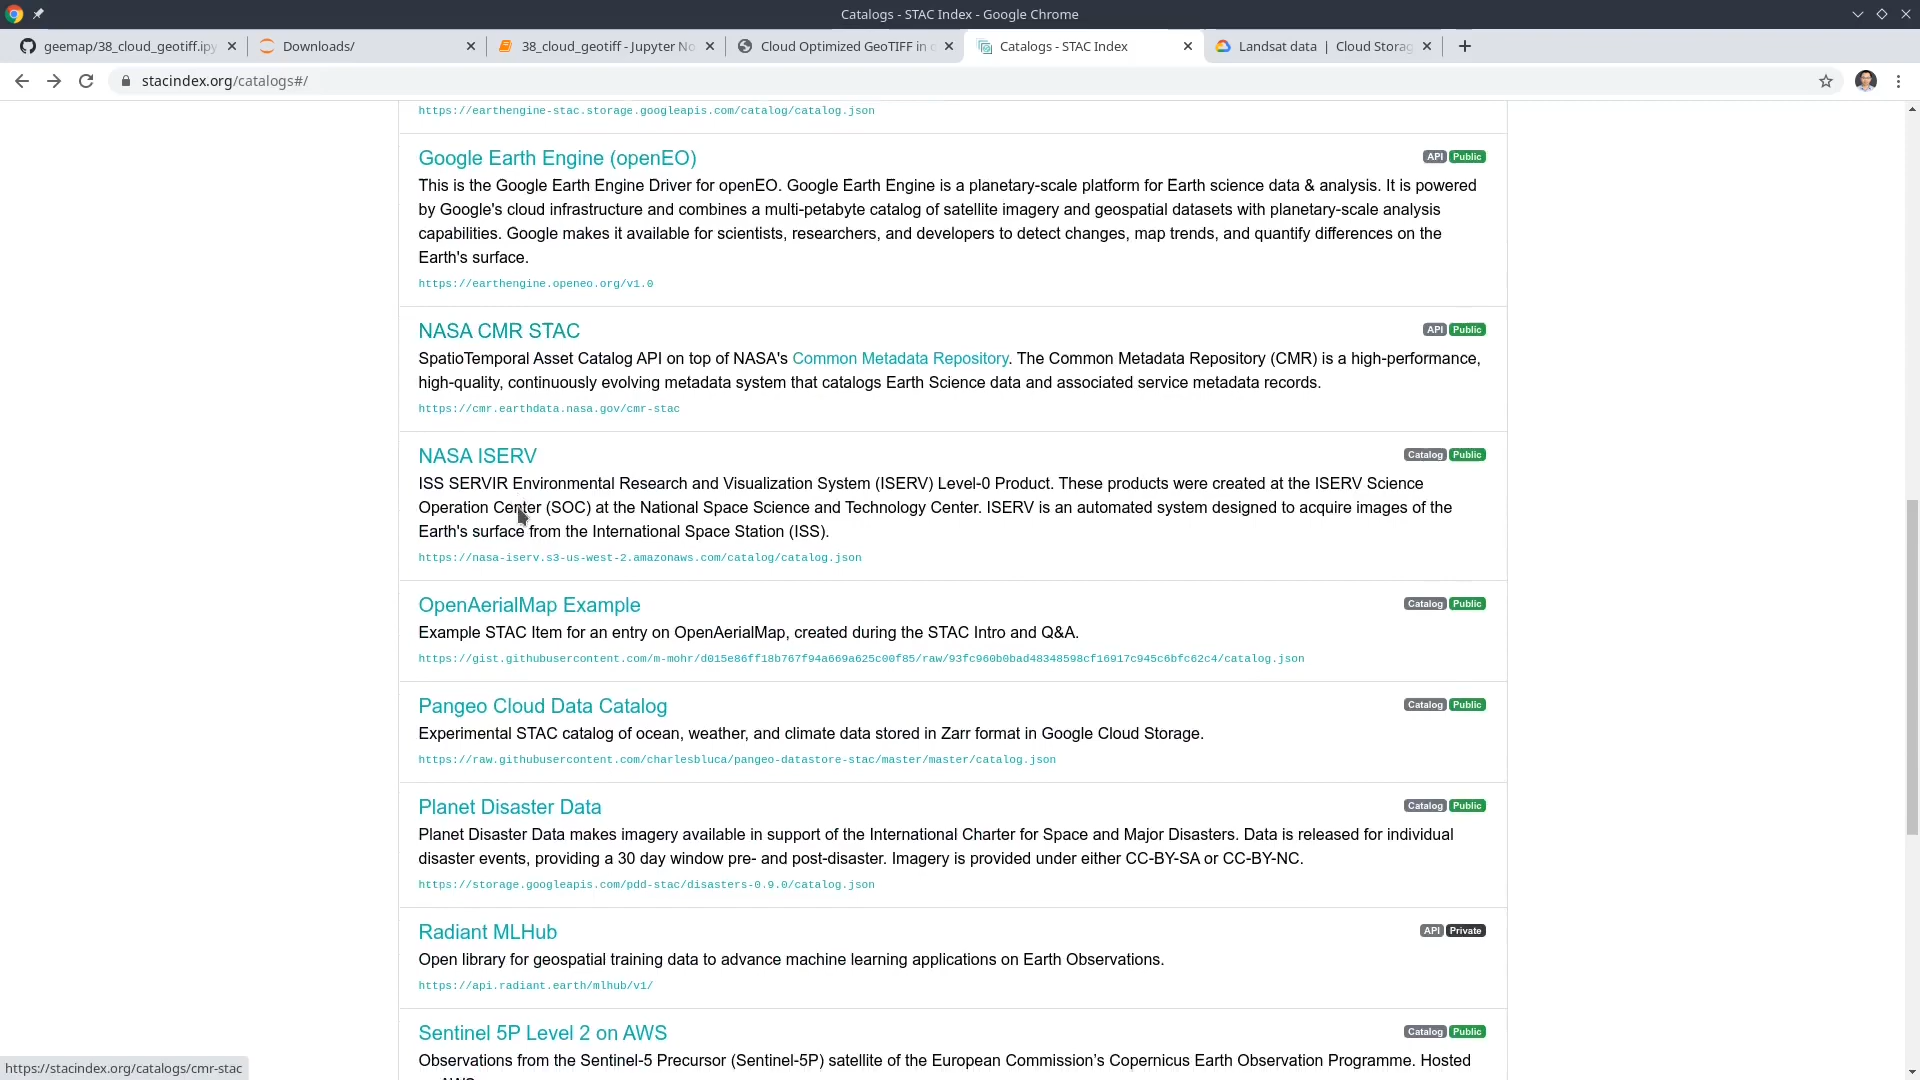 Catalogs - STAC Index - Google Chrome
geemap/38_cloud_geotiff.ipy
Downloads/
38_cloud_geotiff - Jupyter No
Cloud Optimized GeoTIFF in
Catalogs - STAC Index
Landsat data | Cloud Storag
stacindex.org/catalogs#/
https://earthengine-stac.storage.googleapis.com/catalog/catalog.json
Google Earth Engine (openEO)
API Public
This is the Google Earth Engine Driver for openEO. Google Earth Engine is a planetary-scale platform for Earth science data & analysis. It is powered
by Google's cloud infrastructure and combines a multi-petabyte catalog of satellite imagery and geospatial datasets with planetary-scale analysis
capabilities. Google makes it available for scientists, researchers, and developers to detect changes, map trends, and quantify differences on the
Earth's surface.
https://earthengine.openeo.org/v1.0
NASA CMR STAC
API Public
SpatioTemporal Asset Catalog API on top of NASA's Common Metadata Repository. The Common Metadata Repository (CMR) is a high-performance,
high-quality, continuously evolving metadata system that catalogs Earth Science data and associated service metadata records.
https://cmr.earthdata.nasa.gov/cmr-stac
NASA ISERV
Catalog Public
ISS SERVIR Environmental Research and Visualization System (ISERV) Level-0 Product. These products were created at the ISERV Science
Operation Center (SOC) at the National Space Science and Technology Center. ISERV is an automated system designed to acquire images of the
Earth's surface from the International Space Station (ISS).
https://nasa-iserv.s3-us-west-2.amazonaws.com/catalog/catalog.json
OpenAerialMap Example
Catalog Public
Example STAC Item for an entry on OpenAerialMap, created during the STAC Intro and Q&A.
https://gist.githubusercontent.com/m-mohr/d015e86ff18b767f94a669a625c00f85/raw/93fc960b0bad48348598cf16917c945c6bfc62c4/catalog.json
Pangeo Cloud Data Catalog
Catalog Public
Experimental STAC catalog of ocean, weather, and climate data stored in Zarr format in Google Cloud Storage.
https://raw.githubusercontent.com/charlesbluca/pangeo-datastore-stac/master/master/catalog.json
Planet Disaster Data
Catalog Public
Planet Disaster Data makes imagery available in support of the International Charter for Space and Major Disasters. Data is released for individual
disaster events, providing a 30 day window pre- and post-disaster. Imagery is provided under either CC-BY-SA or CC-BY-NC.
https://storage.googleapis.com/pdd-stac/disasters-0.9.0/catalog.json
Radiant MLHub
API Private
Open library for geospatial training data to advance machine learning applications on Earth Observations.
https://api.radiant.earth/mlhub/v1/
Sentinel 5P Level 2 on AWS
Catalog Public
Observations from the Sentinel-5 Precursor (Sentinel-5P) satellite of the European Commission's Copernicus Earth Observation Programme. Hosted
https://stacindex.org/catalogs/cmr-stac